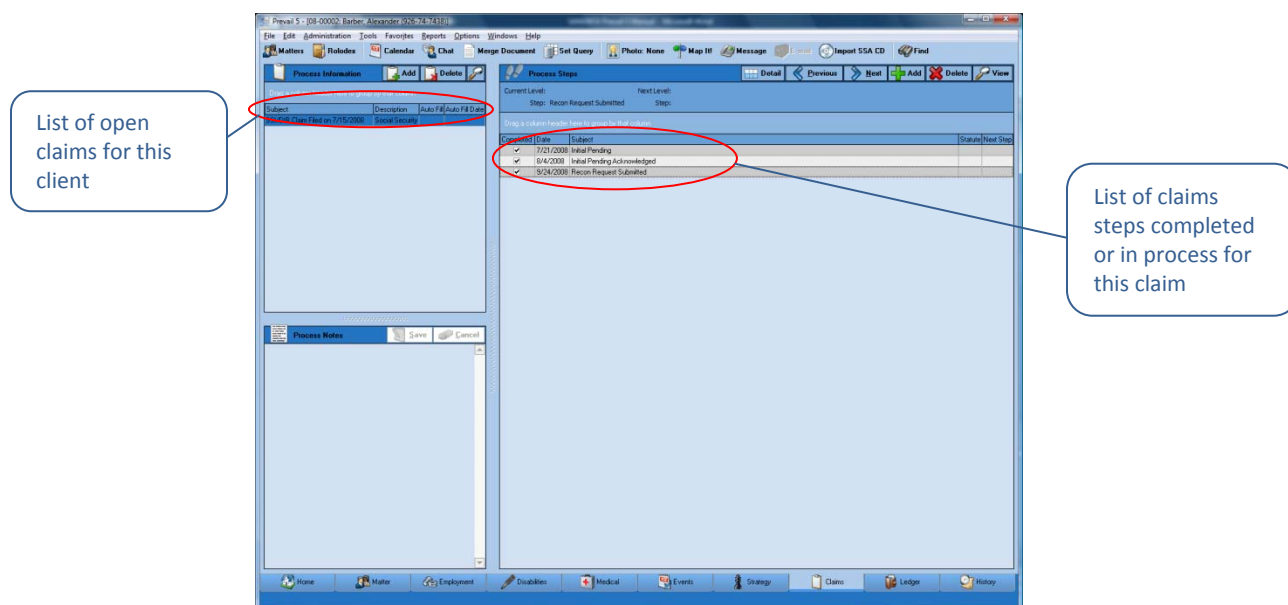 Prevail 5 - [08-00002: Barber, Alexander (926-74-7438)]
File Edit Administration Tools Favorites Reports Options Windows Help
Matters Rolodex Calendar Chat Merge Document Set Query Photo: None Map It! Message Import SSA CD Find
Process Information Add Delete
Process Steps Detail Previous Next Add Delete View
List of open
claims for this
client
Subject Description Auto Fill Auto Fill Date
Claim Filed on 7/15/2008 Social Security
Current Level: Next Level:
Step: Recon Request Submitted Step:
Drag a column header here to group by that column
Completed Date Subject Statute Next Step
7/21/2008 Initial Pending
8/4/2008 Initial Pending Acknowledged
9/24/2008 Recon Request Submitted
List of claims
steps completed
or in process for
this claim
Process Notes Save Cancel
Home Matter Employment Disabilities Medical Events Strategy Claims Ledger History